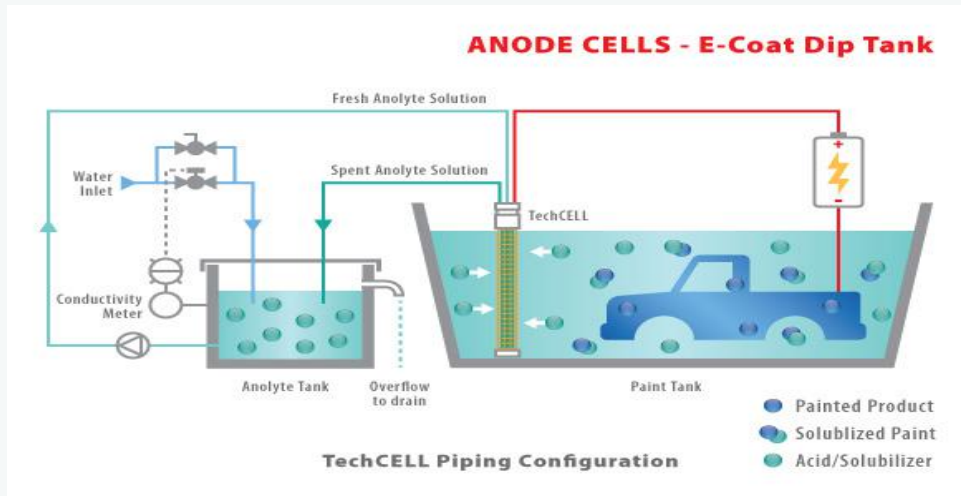 ANODE CELLS - E-Coat Dip Tank
Fresh Anolyte Solution
Water
Inlet
Spent Anolyte Solution
TechCELL
+
-
Conductivity
Meter
Anolyte Tank
Overflow
to drain
Paint Tank
Painted Product
Solublized Paint
Acid/Solubilizer
TechCELL Piping Configuration